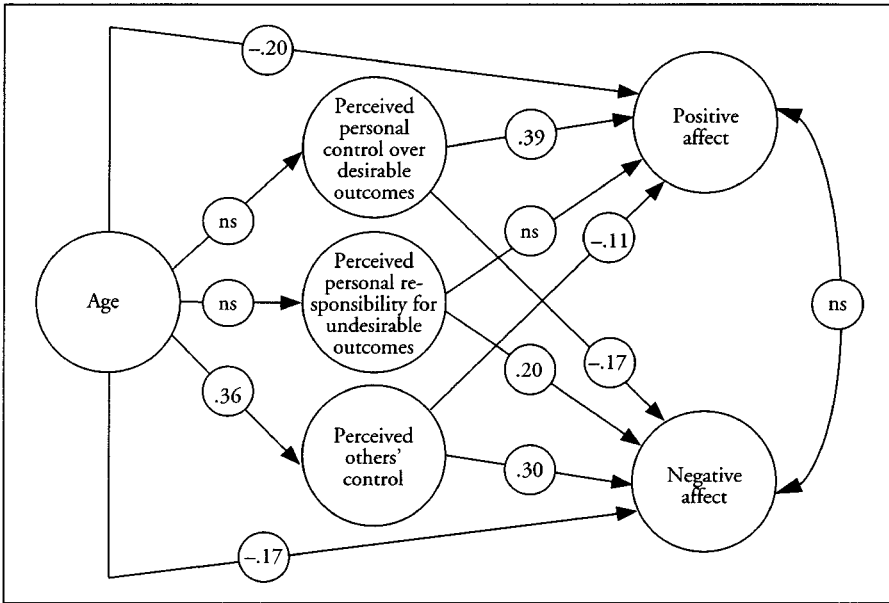 –.20
Perceived
personal
control over
desirable
outcomes
.39
Positive
affect
ns
ns
–.11
Age
ns
Perceived
personal re-
sponsibility for
undesirable
outcomes
ns
.36
.20
–.17
Perceived
others'
control
.30
Negative
affect
–.17